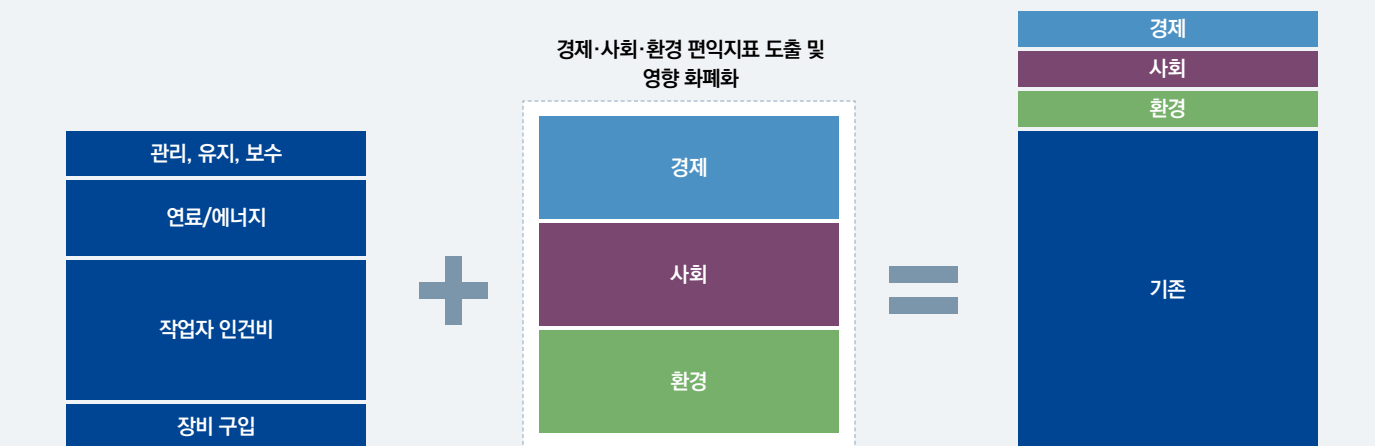 관리, 유지, 보수
연료/에너지
작업자 인건비
장비 구입
경제·사회·환경 편익지표 도출 및
영향 화폐화
경제
사회
환경
경제
사회
환경
기존